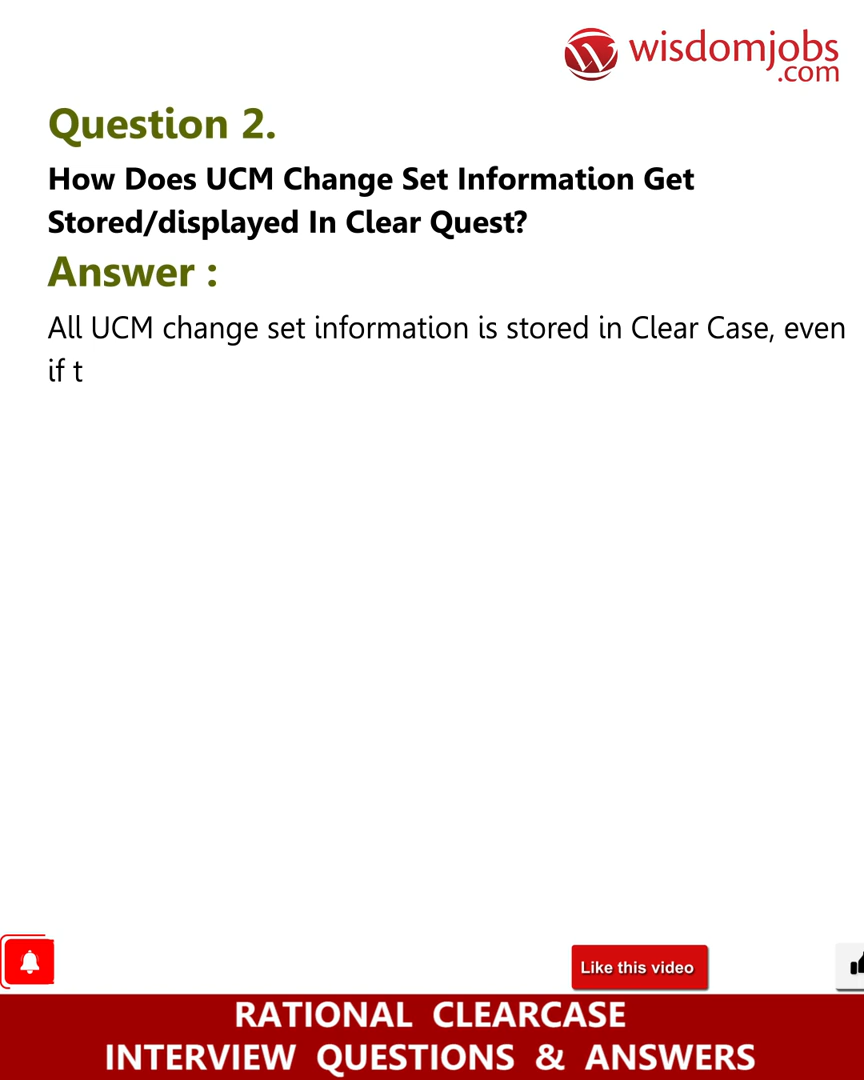 wisdomjobs
.com
Question 2.
How Does UCM Change Set Information Get
Stored/displayed In Clear Quest?
Answer :
All UCM change set information is stored in Clear Case, even
if t
Like this video
RATIONAL CLEARCASE
INTERVIEW QUESTIONS & ANSWERS